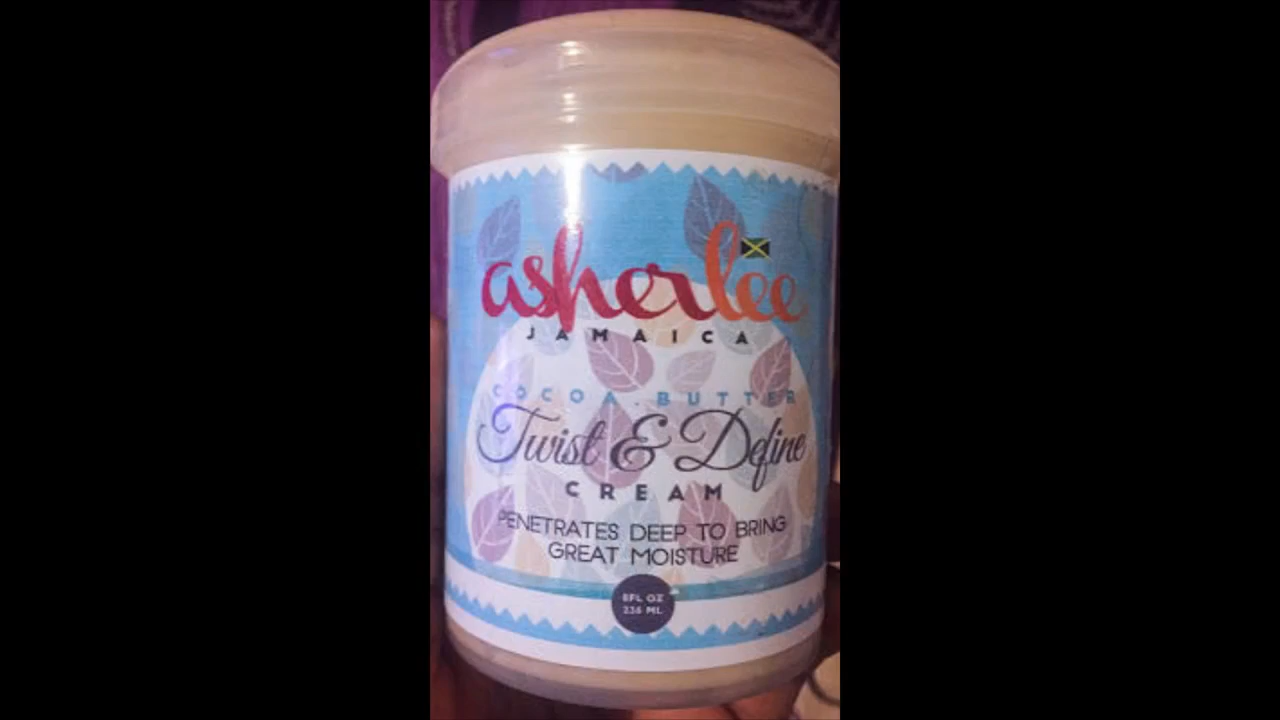 asherlee
JAMAICA
COCOA.BUTTER
Twist & Define
CREAM
PENETRATES DEEP TO BRING
GREAT MOISTURE
8FL OZ
236 ML